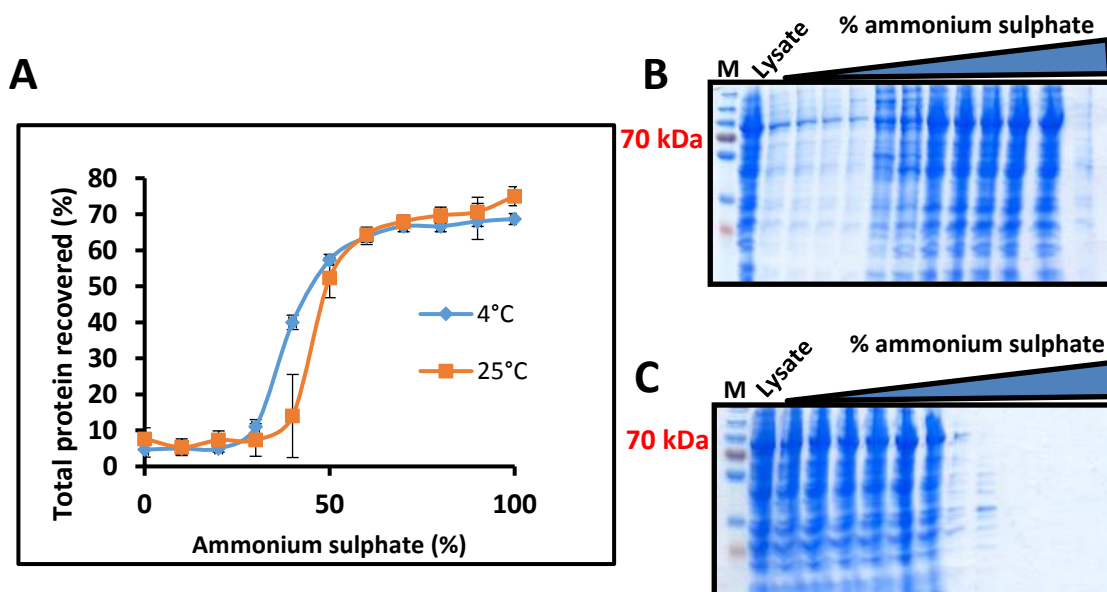 A
Total protein recovered (%)
80
70
60
50
40
30
20
10
0
4°C
25°C
0
50
100
Ammonium sulphate (%)
B
% ammonium sulphate
M
Lysate
70 kDa
C
% ammonium sulphate
M
Lysate
70 kDa